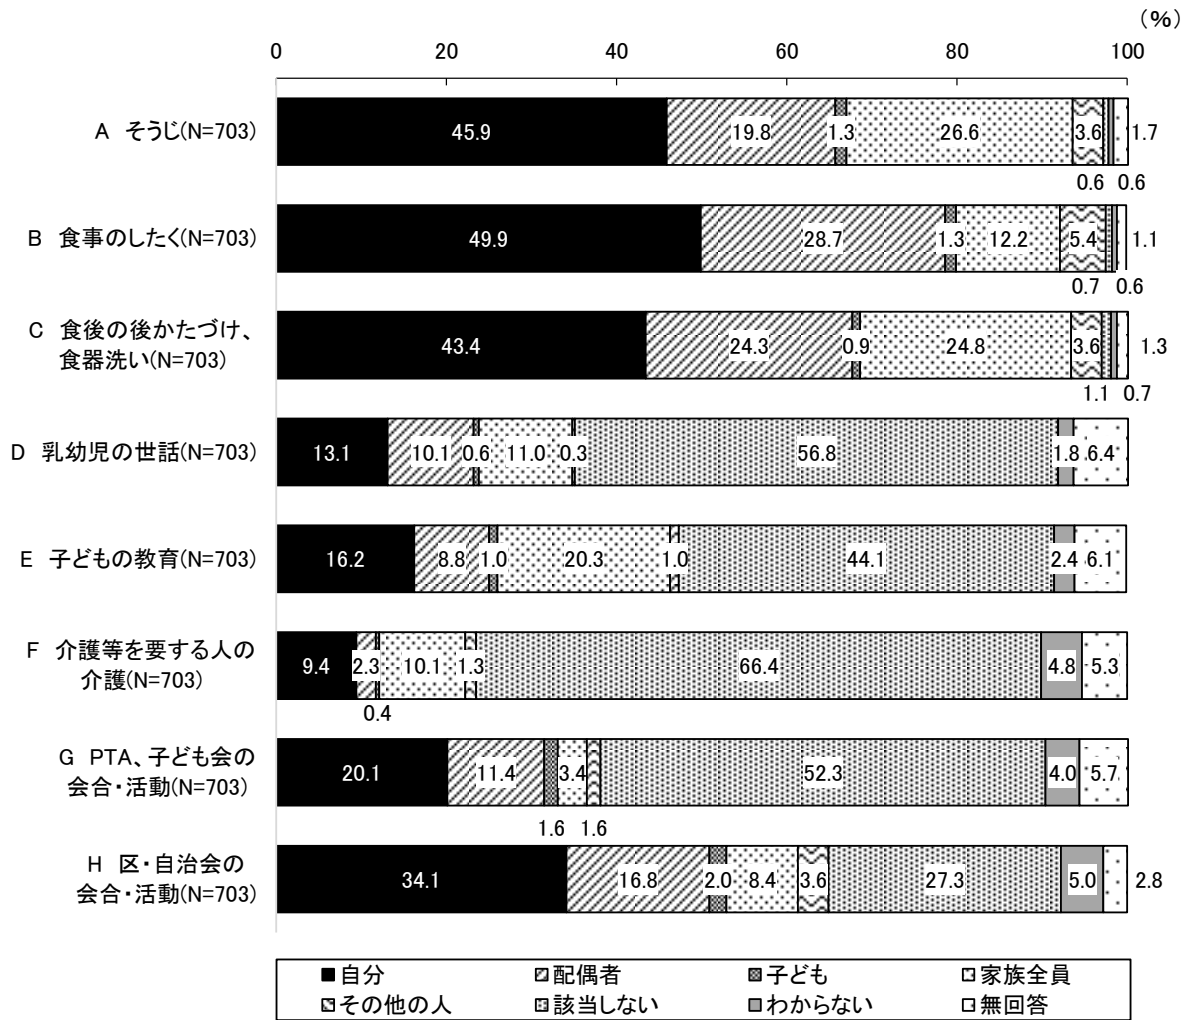 （％）
0 20 40 60 80 100
A そうじ(N=703)
45.9 19.8 1.3 26.6 3.6 1.7
0.6 0.6
B 食事のしたく(N=703)
49.9 28.7 1.3 12.2 5.4 1.1
0.7 0.6
C 食後の後かたづけ、
食器洗い(N=703)
43.4 24.3 0.9 24.8 3.6 1.3
1.1 0.7
D 乳幼児の世話(N=703)
13.1 10.1 0.6 11.0 0.3 56.8 1.8 6.4
E 子どもの教育(N=703)
16.2 8.8 1.0 20.3 1.0 44.1 2.4 6.1
F 介護等を要する人の
介護(N=703)
9.4 2.3 10.1 1.3 66.4 4.8 5.3
0.4
G PTA、子ども会の
会合・活動(N=703)
20.1 11.4 3.4 52.3 4.0 5.7
1.6 1.6
H 区・自治会の
会合・活動(N=703)
34.1 16.8 2.0 8.4 3.6 27.3 5.0 2.8
自分 配偶者 子ども 家族全員
その他の人 該当しない わからない 無回答